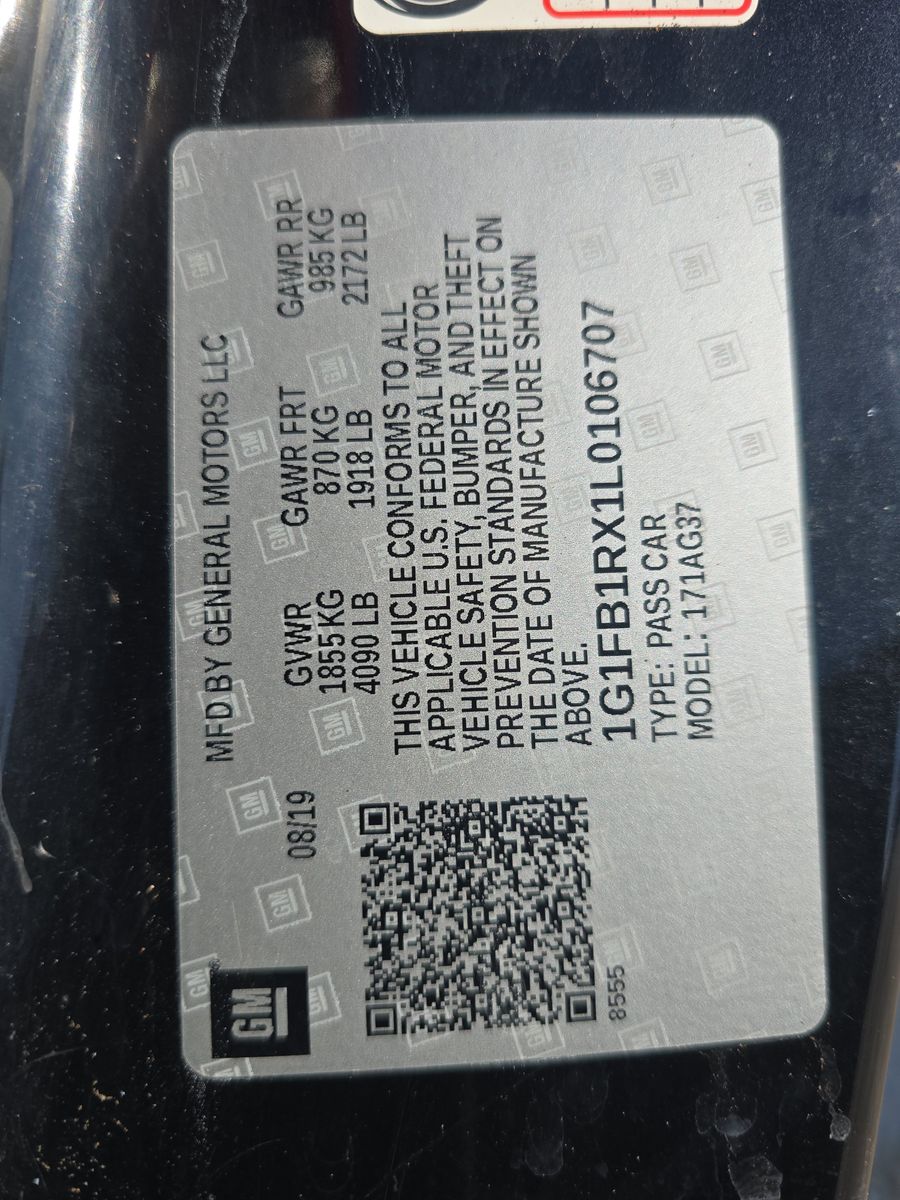 GM
MFD BY GENERAL MOTORS LLC
08/19
GVWR GAWR FRT GAWR RR
1855 KG 870 KG 985 KG
4090 LB 1918 LB 2172 LB
THIS VEHICLE CONFORMS TO ALL
APPLICABLE U.S. FEDERAL MOTOR
VEHICLE SAFETY, BUMPER, AND THEFT
PREVENTION STANDARDS IN EFFECT ON
THE DATE OF MANUFACTURE SHOWN
ABOVE.
1G1FB1RX1L0106707
TYPE: PASS CAR
MODEL: 171AG37
8555